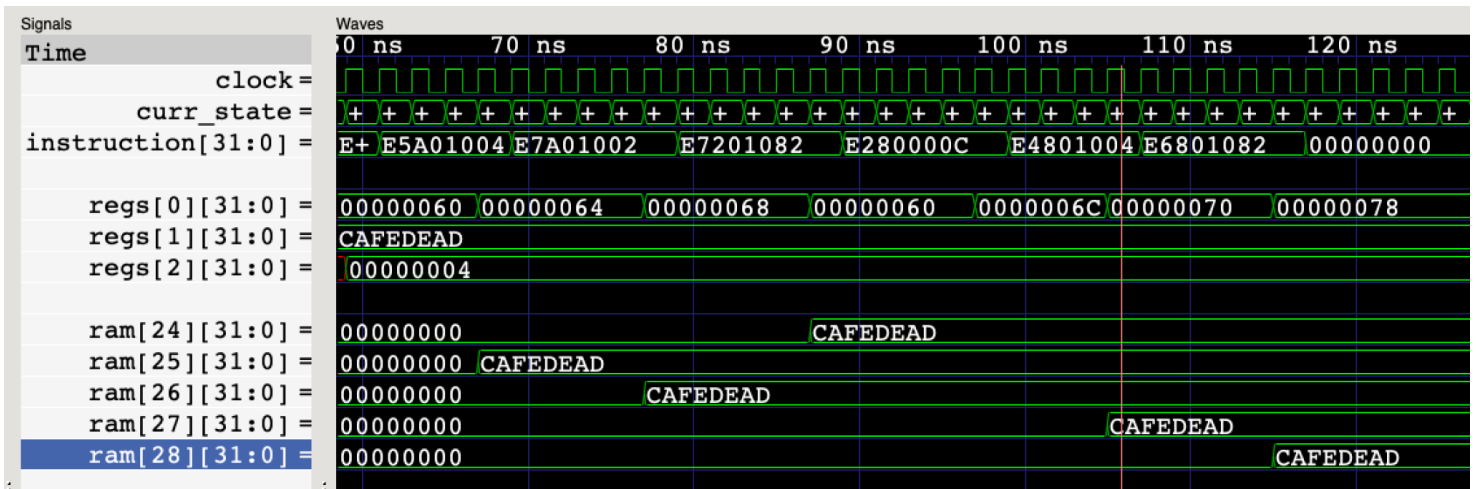 Signals Waves
Time 60 ns 70 ns 80 ns 90 ns 100 ns 110 ns 120 ns
clock =
curr_state = + + + + + + + + + + + + + + + + + + + + + + + + + + + + + + + + + +
instruction[31:0] = E+ E5A01004 E7A01002 E7201082 E280000C E4801004 E6801082 00000000
regs[0][31:0] = 00000060 00000064 00000068 00000060 0000006C 00000070 00000078
regs[1][31:0] = CAFEDEAD
regs[2][31:0] = 00000004
ram[24][31:0] = 00000000 CAFEDEAD
ram[25][31:0] = 00000000 CAFEDEAD
ram[26][31:0] = 00000000 CAFEDEAD
ram[27][31:0] = 00000000 CAFEDEAD
ram[28][31:0] = 00000000 CAFEDEAD